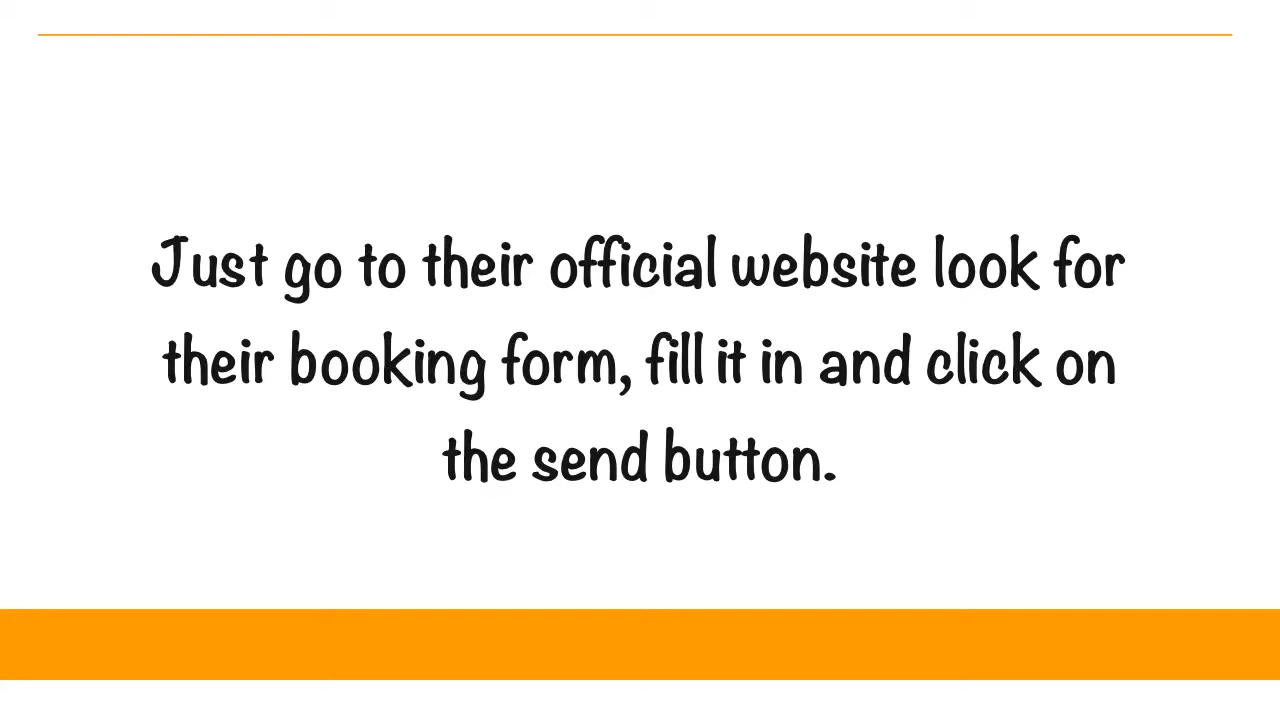 Just go to their official website look for
their booking form, fill it in and click on
the send button.